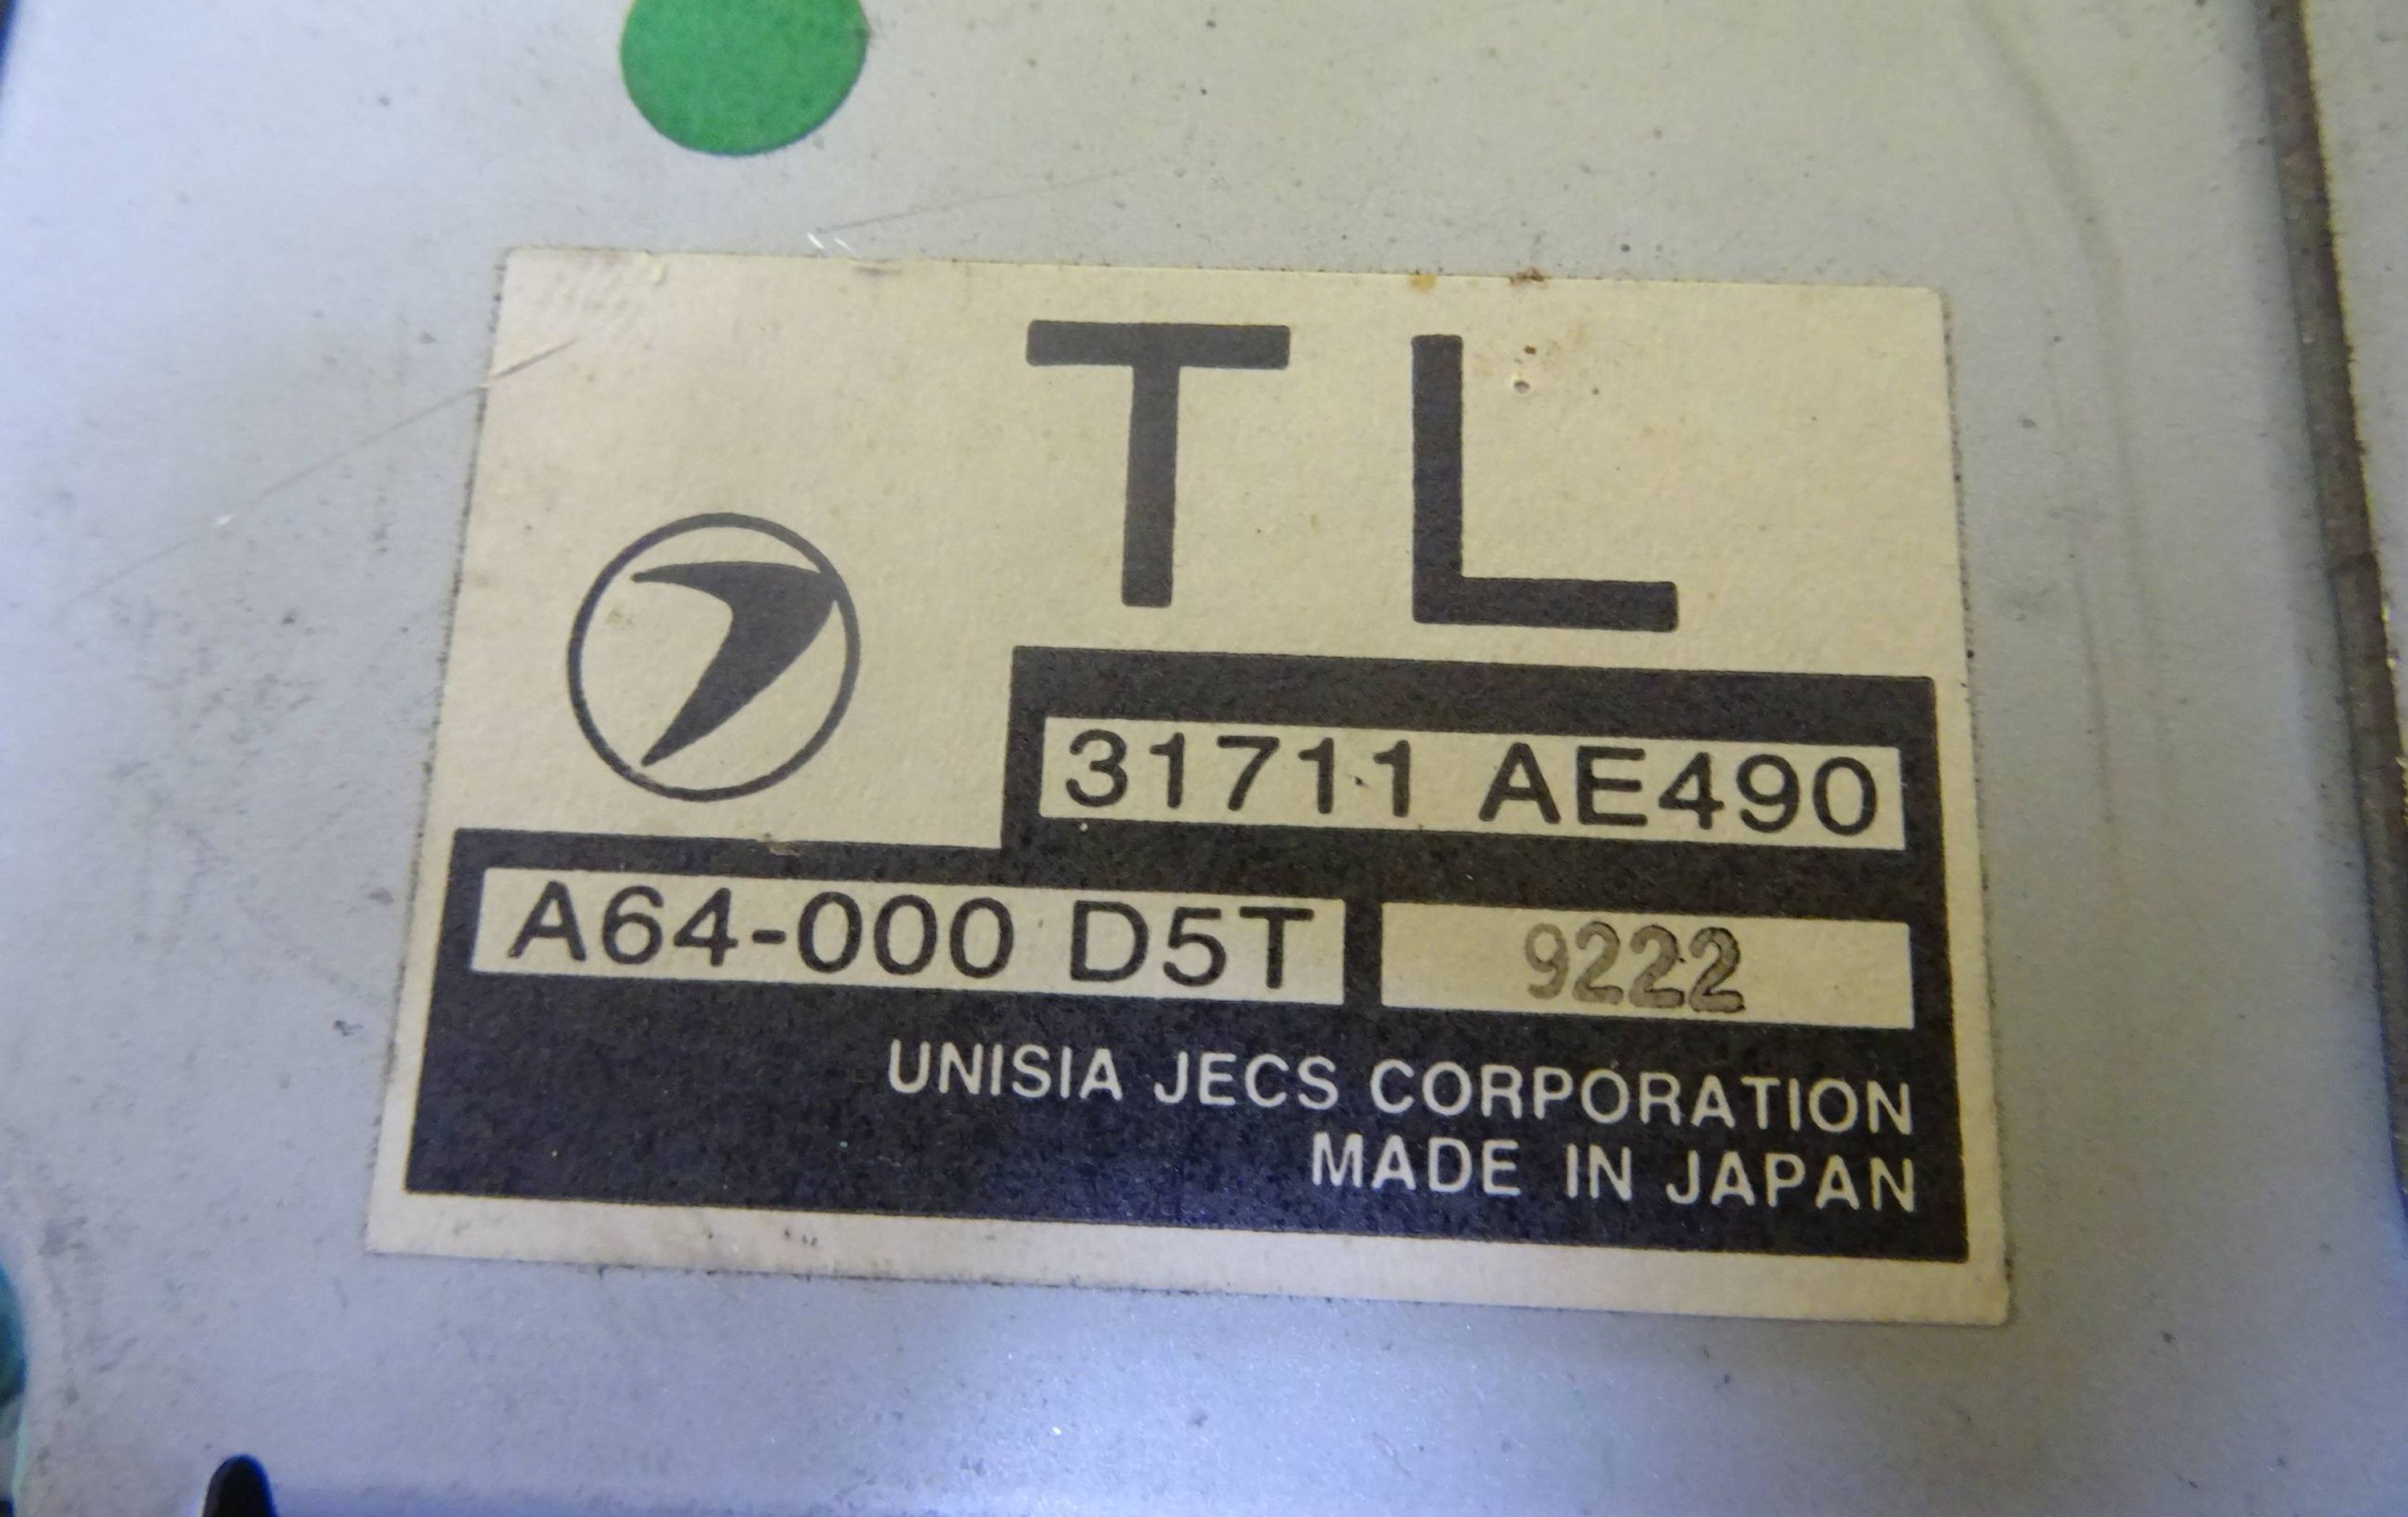 TL
31711 AE490
A64-000 D5T 9222
UNISIA JECS CORPORATION
MADE IN JAPAN